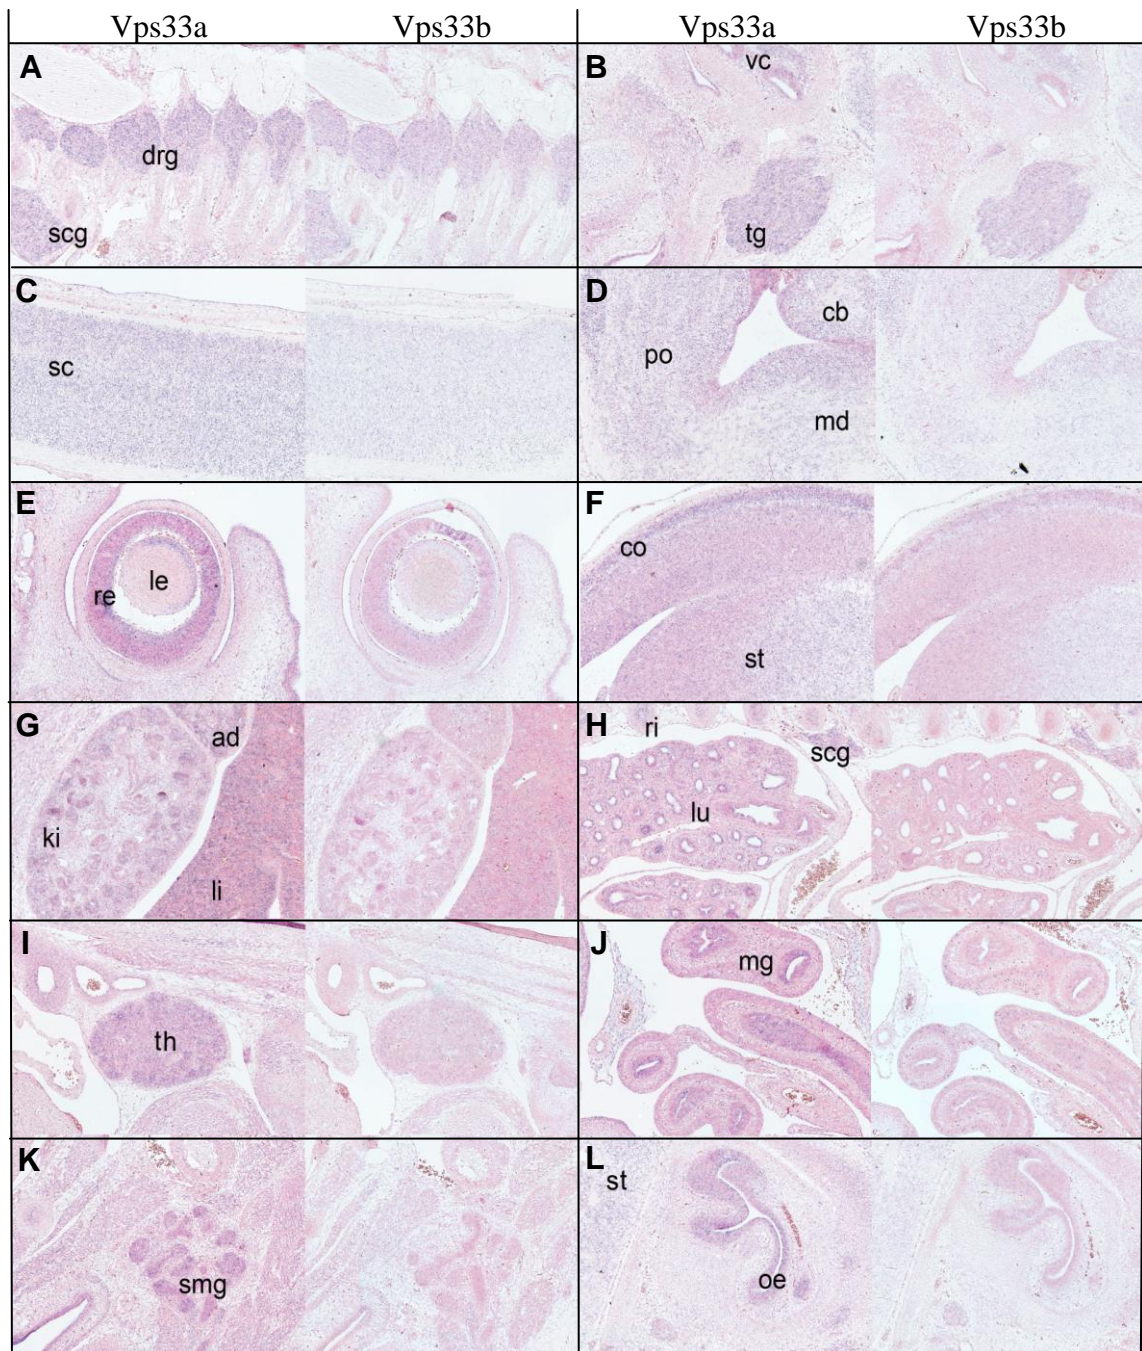 Vps33a Vps33b Vps33a Vps33b
A
drg
scg
B
vc
tg
C
sc
D
cb
po
md
E
le
re
F
co
st
G
ad
ki
li
H
ri
scg
lu
I
th
J
mg
K
smg
L
st
oe